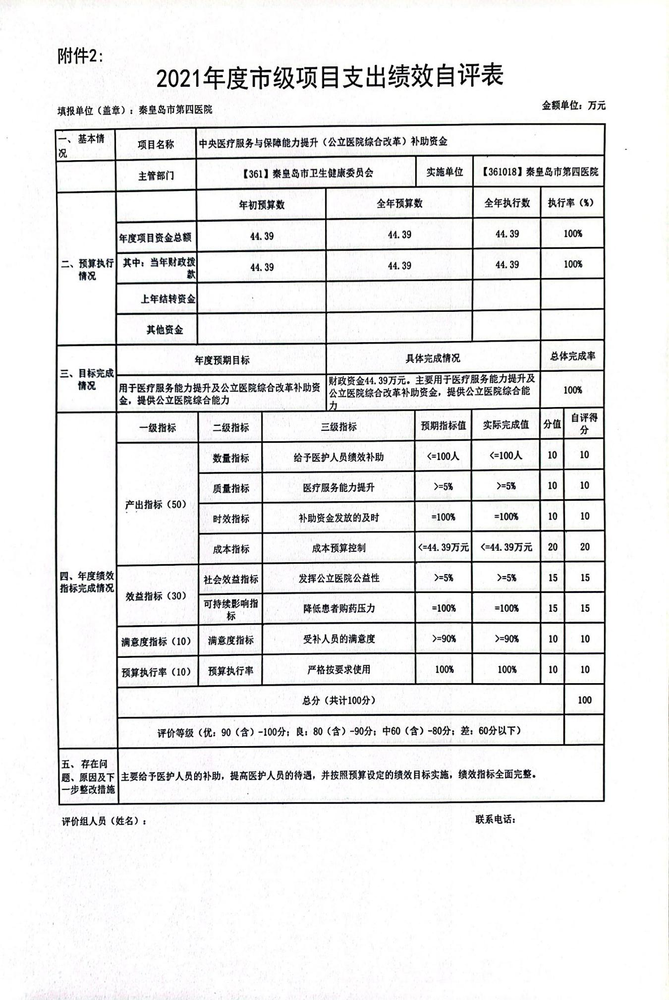 附件2：
2021年度市级项目支出绩效自评表
填报单位（盖章）：秦皇岛市第四医院 金额单位：万元
一、基本情
况
项目名称 中央医疗服务与保障能力提升（公立医院综合改革）补助资金
主管部门 【361】秦皇岛市卫生健康委员会 实施单位 【361018】秦皇岛市第四医院
二、预算执行
情况
年初预算数 全年预算数 全年执行数 执行率（%）
年度项目资金总额 44.39 44.39 44.39 100%
其中：当年财政拨
款
44.39 44.39 44.39 100%
上年结转资金
其他资金
三、目标完成
情况
年度预期目标 具体完成情况 总体完成率
用于医疗服务能力提升及公立医院综合改革补助资
金，提供公立医院综合能力
财政资金44.39万元。主要用于医疗服务能力提升及
公立医院综合改革补助资金，提供公立医院综合能
力
100%
四、年度绩效
指标完成情况
一级指标 二级指标 三级指标 预期指标值 实际完成值 分值 自评得
分
产出指标（50）
数量指标 给予医护人员绩效补助 <=100人 <=100人 10 10
质量指标 医疗服务能力提升 >=5% >=5% 10 10
时效指标 补助资金发放的及时 =100% =100% 10 10
成本指标 成本预算控制 <=44.39万元 <=44.39万元 20 20
效益指标（30）
社会效益指标 发挥公立医院公益性 >=5% >=5% 15 15
可持续影响指
标
降低患者购药压力 =100% =100% 15 15
满意度指标（10） 满意度指标 受补人员的满意度 >=90% >=90% 10 10
预算执行率（10） 预算执行率 严格按要求使用 100% 100% 10 10
总分（共计100分） 100
评价等级（优：90（含）-100分；良：80（含）-90分；中60（含）-80分；差：60分以下）
五、存在问
题、原因及下
一步整改措施
主要给予医护人员的补助，提高医护人员的待遇，并按照预算设定的绩效目标实施，绩效指标全面完整。
评价组人员（姓名）： 联系电话：